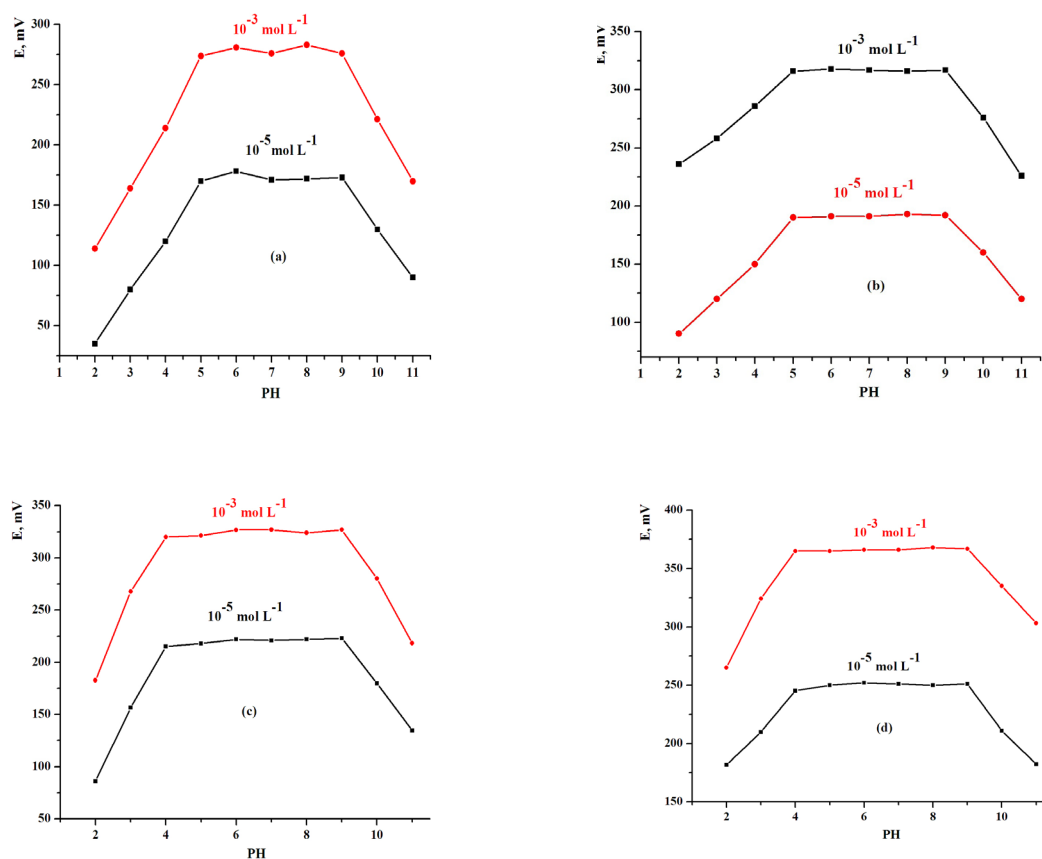 E, mV
300
250
200
150
100
50
10-3 mol L-1
10-5 mol L-1
(a)
1 2 3 4 5 6 7 8 9 10 11
PH
E, mV
350
300
250
200
150
100
10-3 mol L-1
10-5 mol L-1
(b)
1 2 3 4 5 6 7 8 9 10 11
PH
E, mV
350
300
250
200
150
100
50
10-3 mol L-1
10-5 mol L-1
(c)
2 4 6 8 10
PH
E, mV
400
350
300
250
200
150
10-3 mol L-1
10-5 mol L-1
(d)
2 4 6 8 10
PH